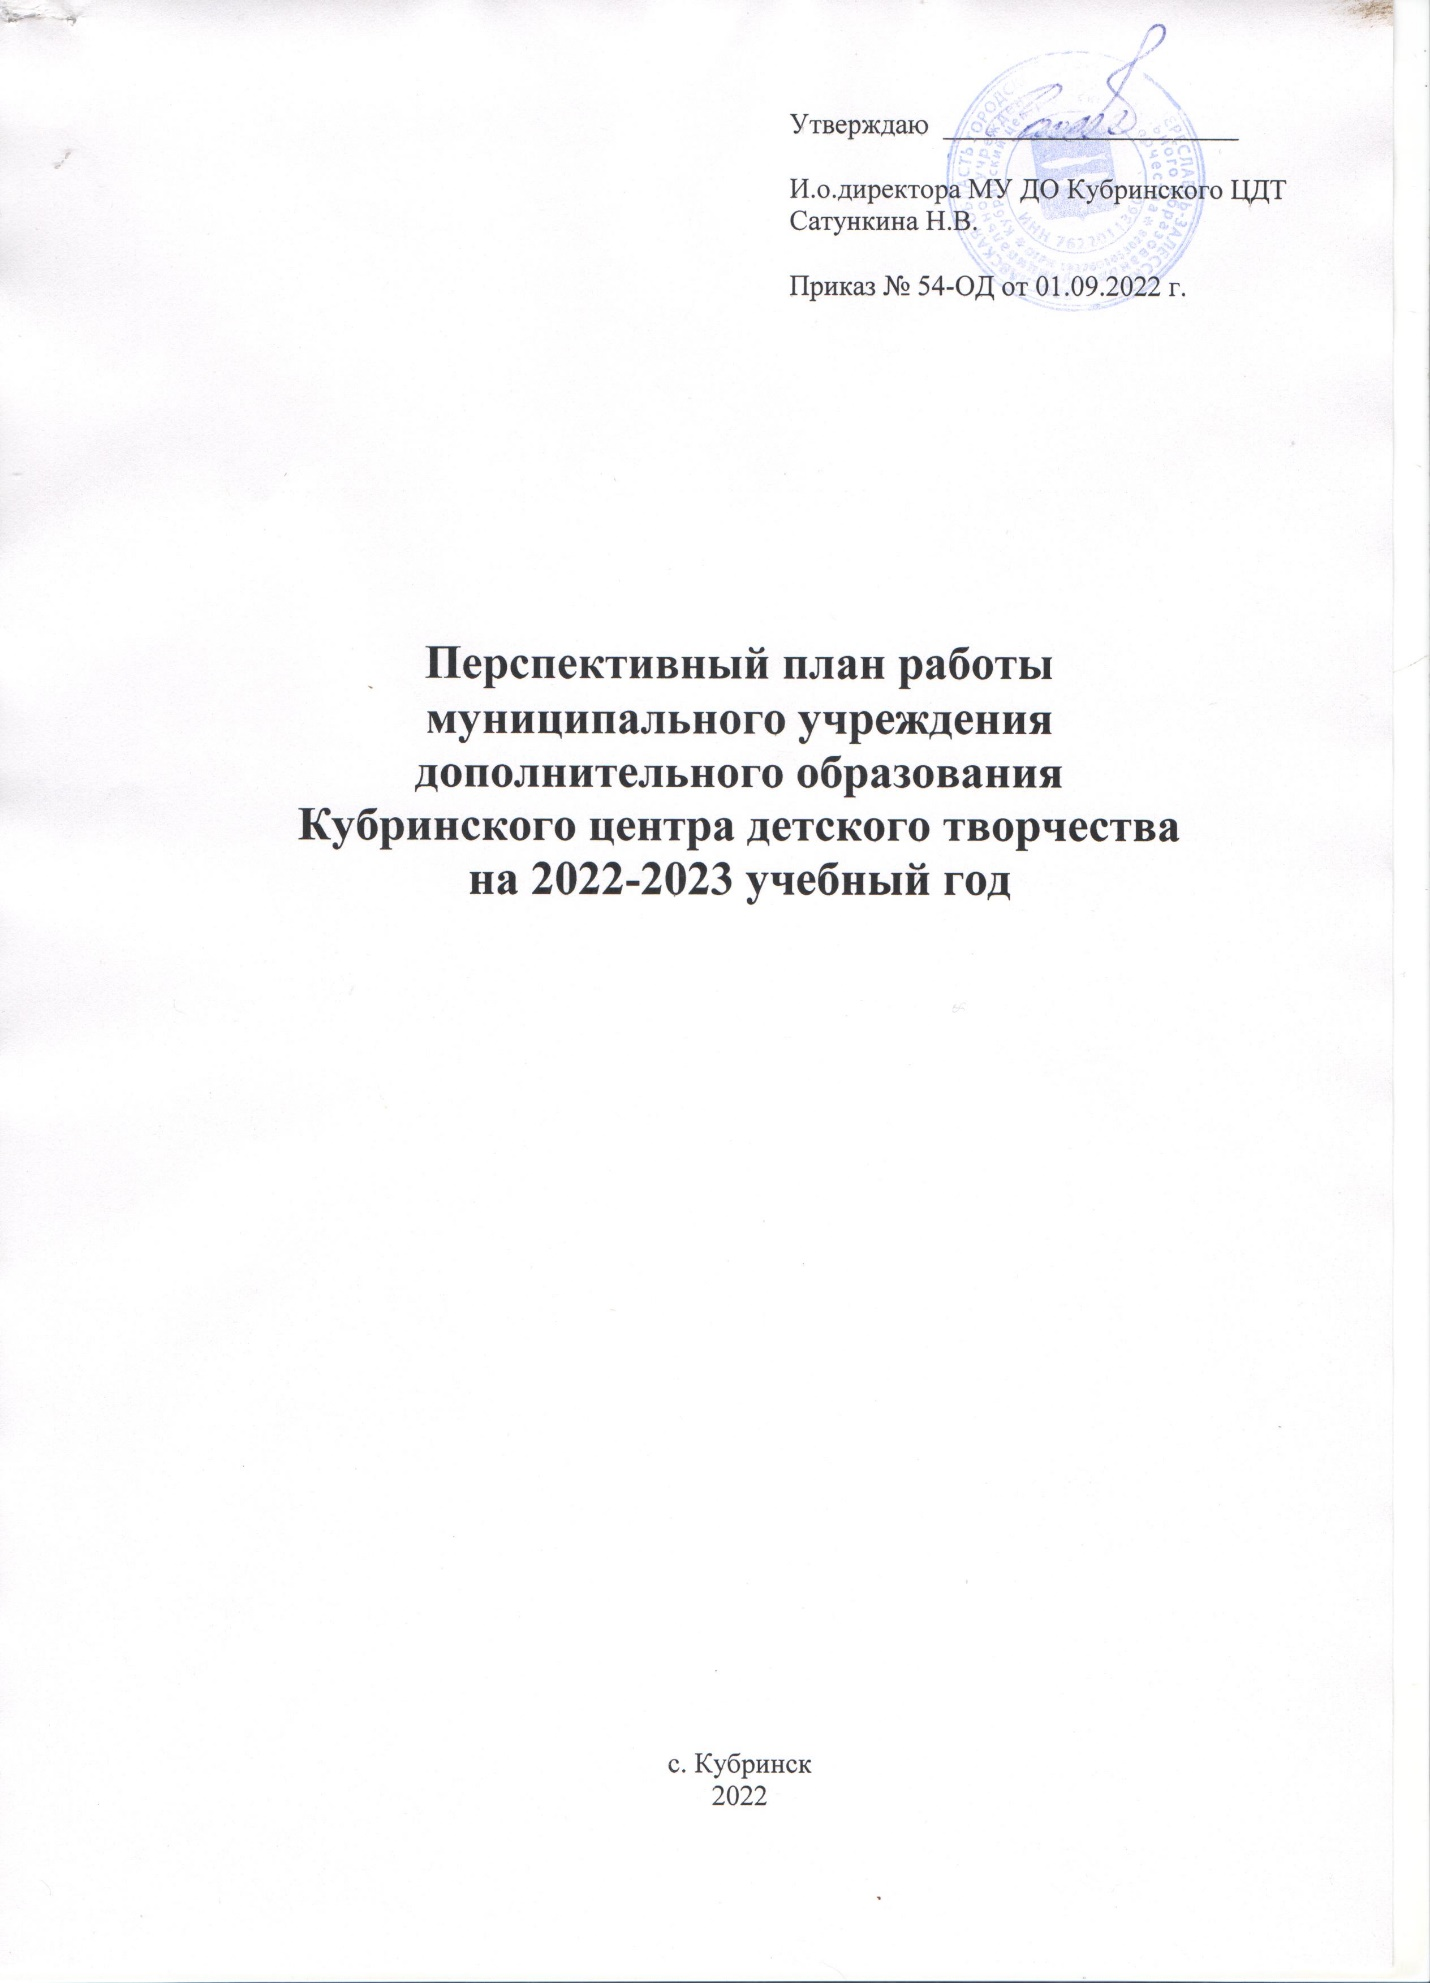 Утверждаю
И.о.директора МУ ДО Кубринского ЦДТ
Сатункина Н.В.
Приказ № 54-ОД от 01.09.2022 г.
Перспективный план работы
муниципального учреждения
дополнительного образования
Кубринского центра детского творчества
на 2022-2023 учебный год
с. Кубринск
2022